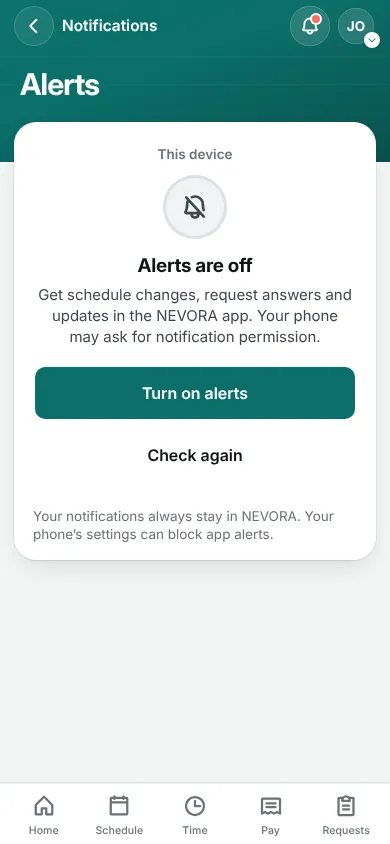 Notifications
JO
Alerts
This device
Alerts are off
Get schedule changes, request answers and
updates in the NEVORA app. Your phone
may ask for notification permission.
Turn on alerts
Check again
Your notifications always stay in NEVORA. Your
phone's settings can block app alerts.
Home
Schedule
Time
Pay
Requests